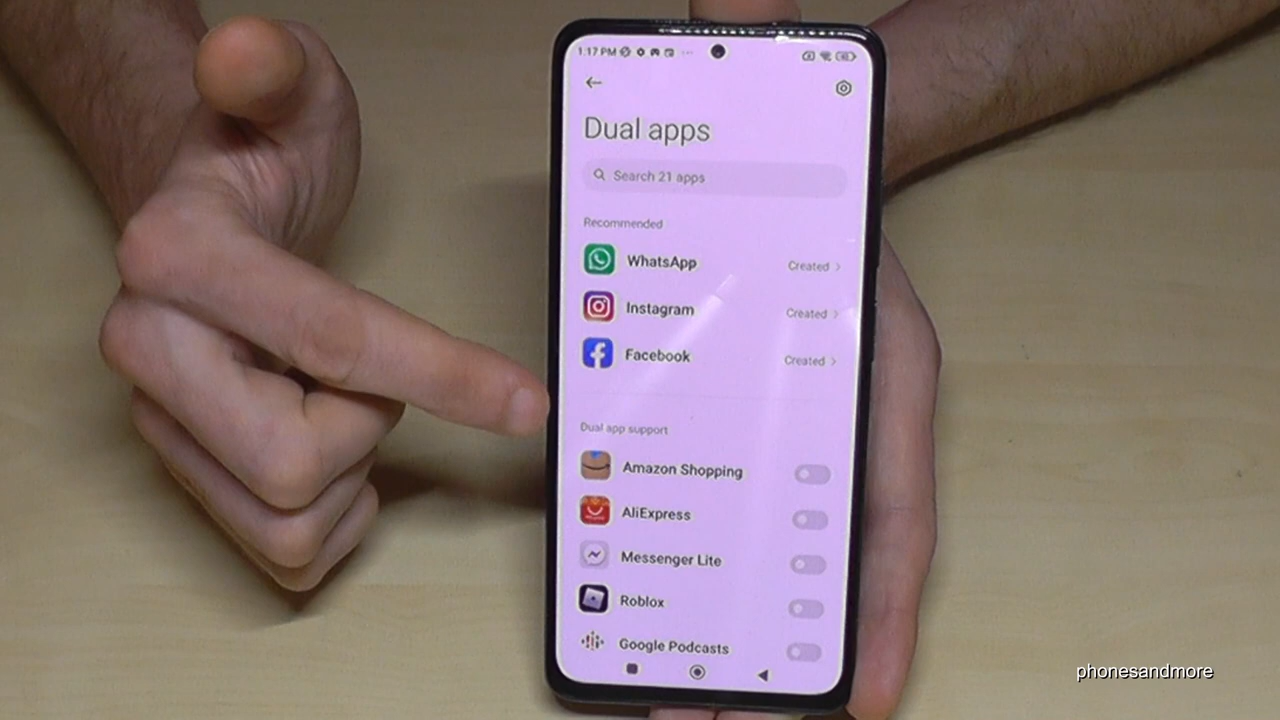 1:17 PM
Dual apps
Search 21 apps
Recommended
WhatsApp Created
Instagram Created
Facebook Created
Dual app support
Amazon Shopping
AliExpress
Messenger Lite
Roblox
Google Podcasts
phonesandmore